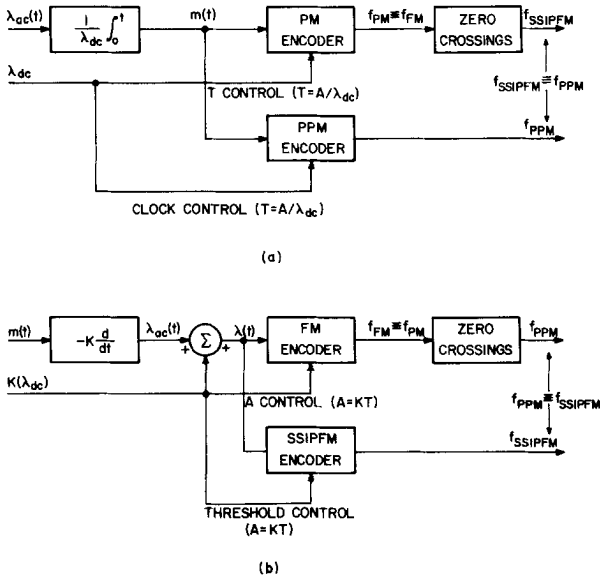 λac(t)
1/λdc ∫₀ᵗ
m(t)
PM
ENCODER
fPM≡fFM
ZERO
CROSSINGS
fSSIPFM
λdc
T CONTROL (T=A/λdc)
fSSIPFM≡fPPM
PPM
ENCODER
fPPM
CLOCK CONTROL (T=A/λdc)
(a)
m(t)
-K d/dt
λac(t)
+
Σ
+
λ(t)
FM
ENCODER
fFM≡fPM
ZERO
CROSSINGS
fPPM
K(λdc)
A CONTROL (A=KT)
fPPM≡fSSIPFM
SSIPFM
ENCODER
fSSIPFM
THRESHOLD CONTROL
(A=KT)
(b)